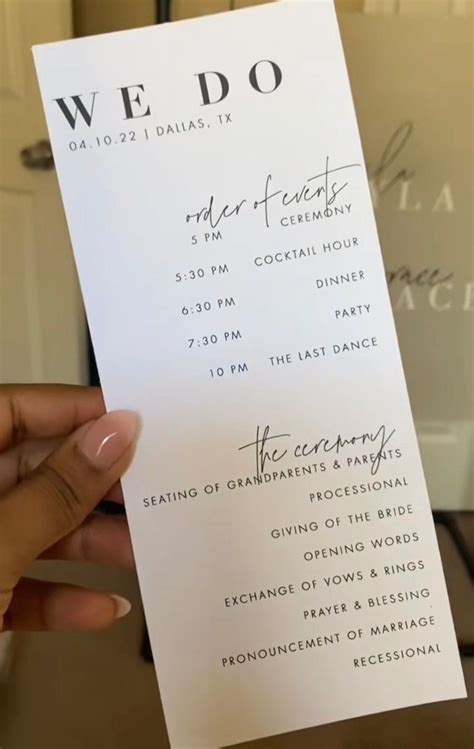 WE DO
04.10.22 | DALLAS, TX
order of events
5 PM CEREMONY
5:30 PM COCKTAIL HOUR
6:30 PM DINNER
7:30 PM PARTY
10 PM THE LAST DANCE
the ceremony
SEATING OF GRANDPARENTS & PARENTS
PROCESSIONAL
GIVING OF THE BRIDE
OPENING WORDS
EXCHANGE OF VOWS & RINGS
PRAYER & BLESSING
PRONOUNCEMENT OF MARRIAGE
RECESSIONAL